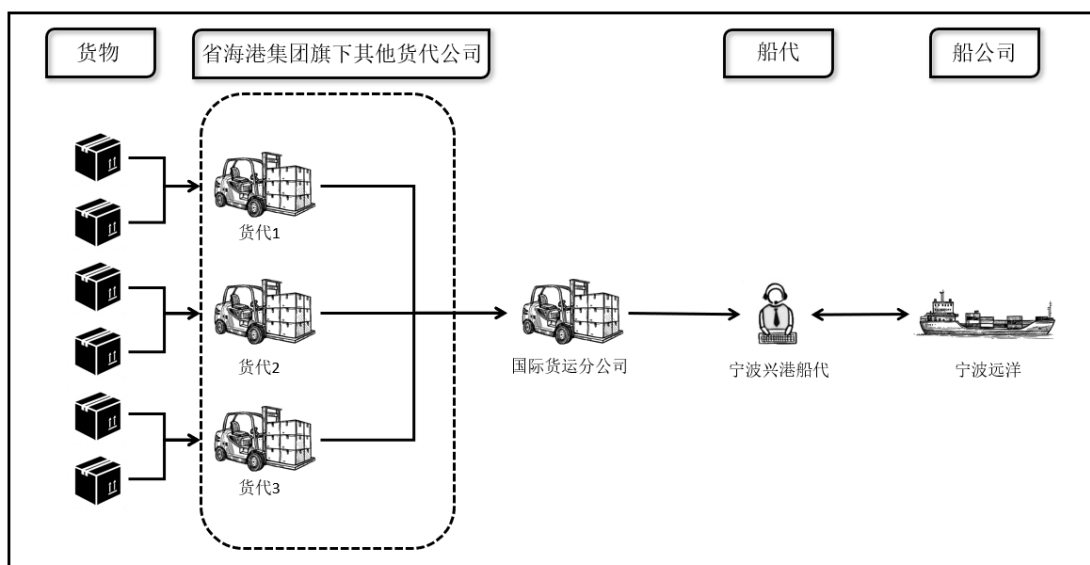 货物
省海港集团旗下其他货代公司
船代
船公司
货代1
货代2
国际货运分公司
宁波兴港船代
宁波远洋
货代3